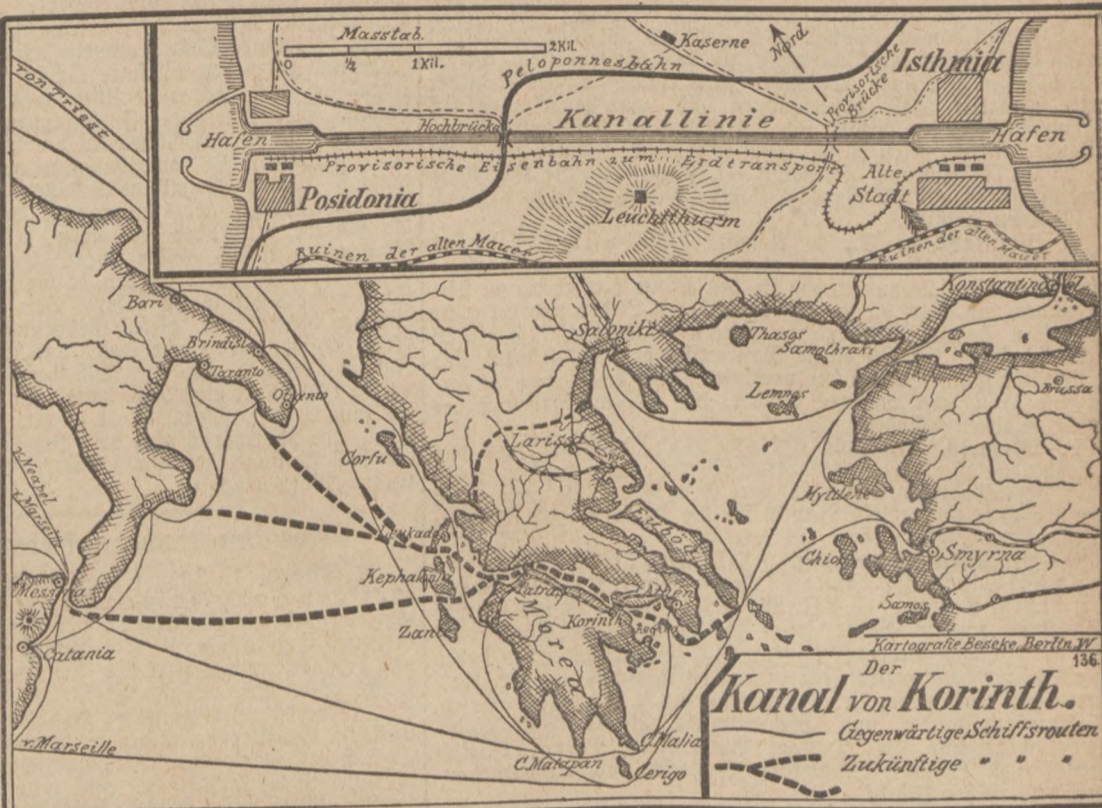 von Triest
Masstab.
0 ½ 1Kil. 2Kil.
Kaserne
Nord
Peloponnesbahn
Provisorische
Brücke
Isthmia
Hafen
Hochbrücke
Kanallinie
Hafen
Provisorische Eisenbahn zum Erdtransport
Posidonia
Leuchtthurm
Alte
Stadt
Ruinen der alten Mauer
Ruinen der alten Mauer
Bari
Brindisi
Taranto
Otranto
Saloniki
Thasos
Samothraki
Lemnos
Brussa
Corfu
Larissa
Mytilene
v. Neapel
v. Marseille
Leukadea
Kephalonia
Chios
Smyrna
Messina
Patras
Athen
Zante
Korinth
Aegina
Samos
Morea
Catania
v. Marseille
C. Matapan
C. Malia
Cerigo
Kartografie Beseke, Berlin. W
136
Der
Kanal von Korinth.
Gegenwärtige Schiffsrouten
Zukünftige " " "